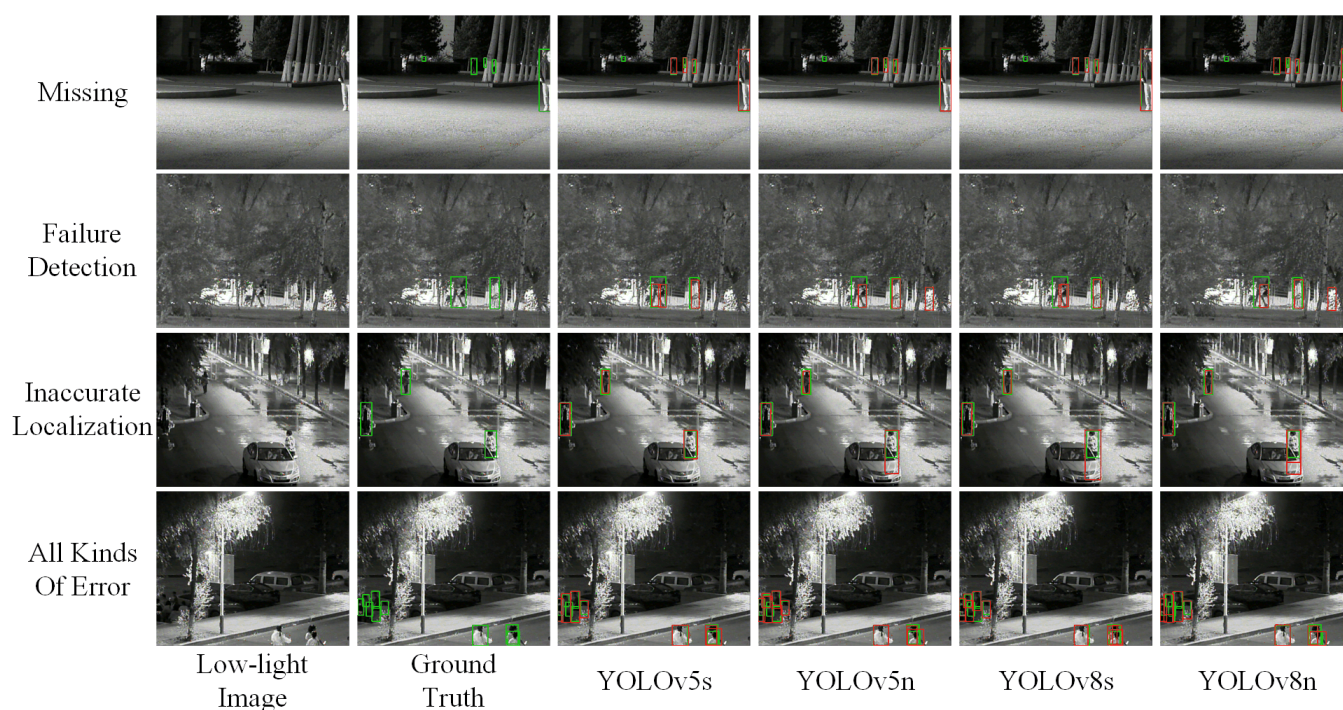 Missing
Failure
Detection
Inaccurate
Localization
All Kinds
Of Error
Low-light
Image
Ground
Truth
YOLOv5s
YOLOv5n
YOLOv8s
YOLOv8n